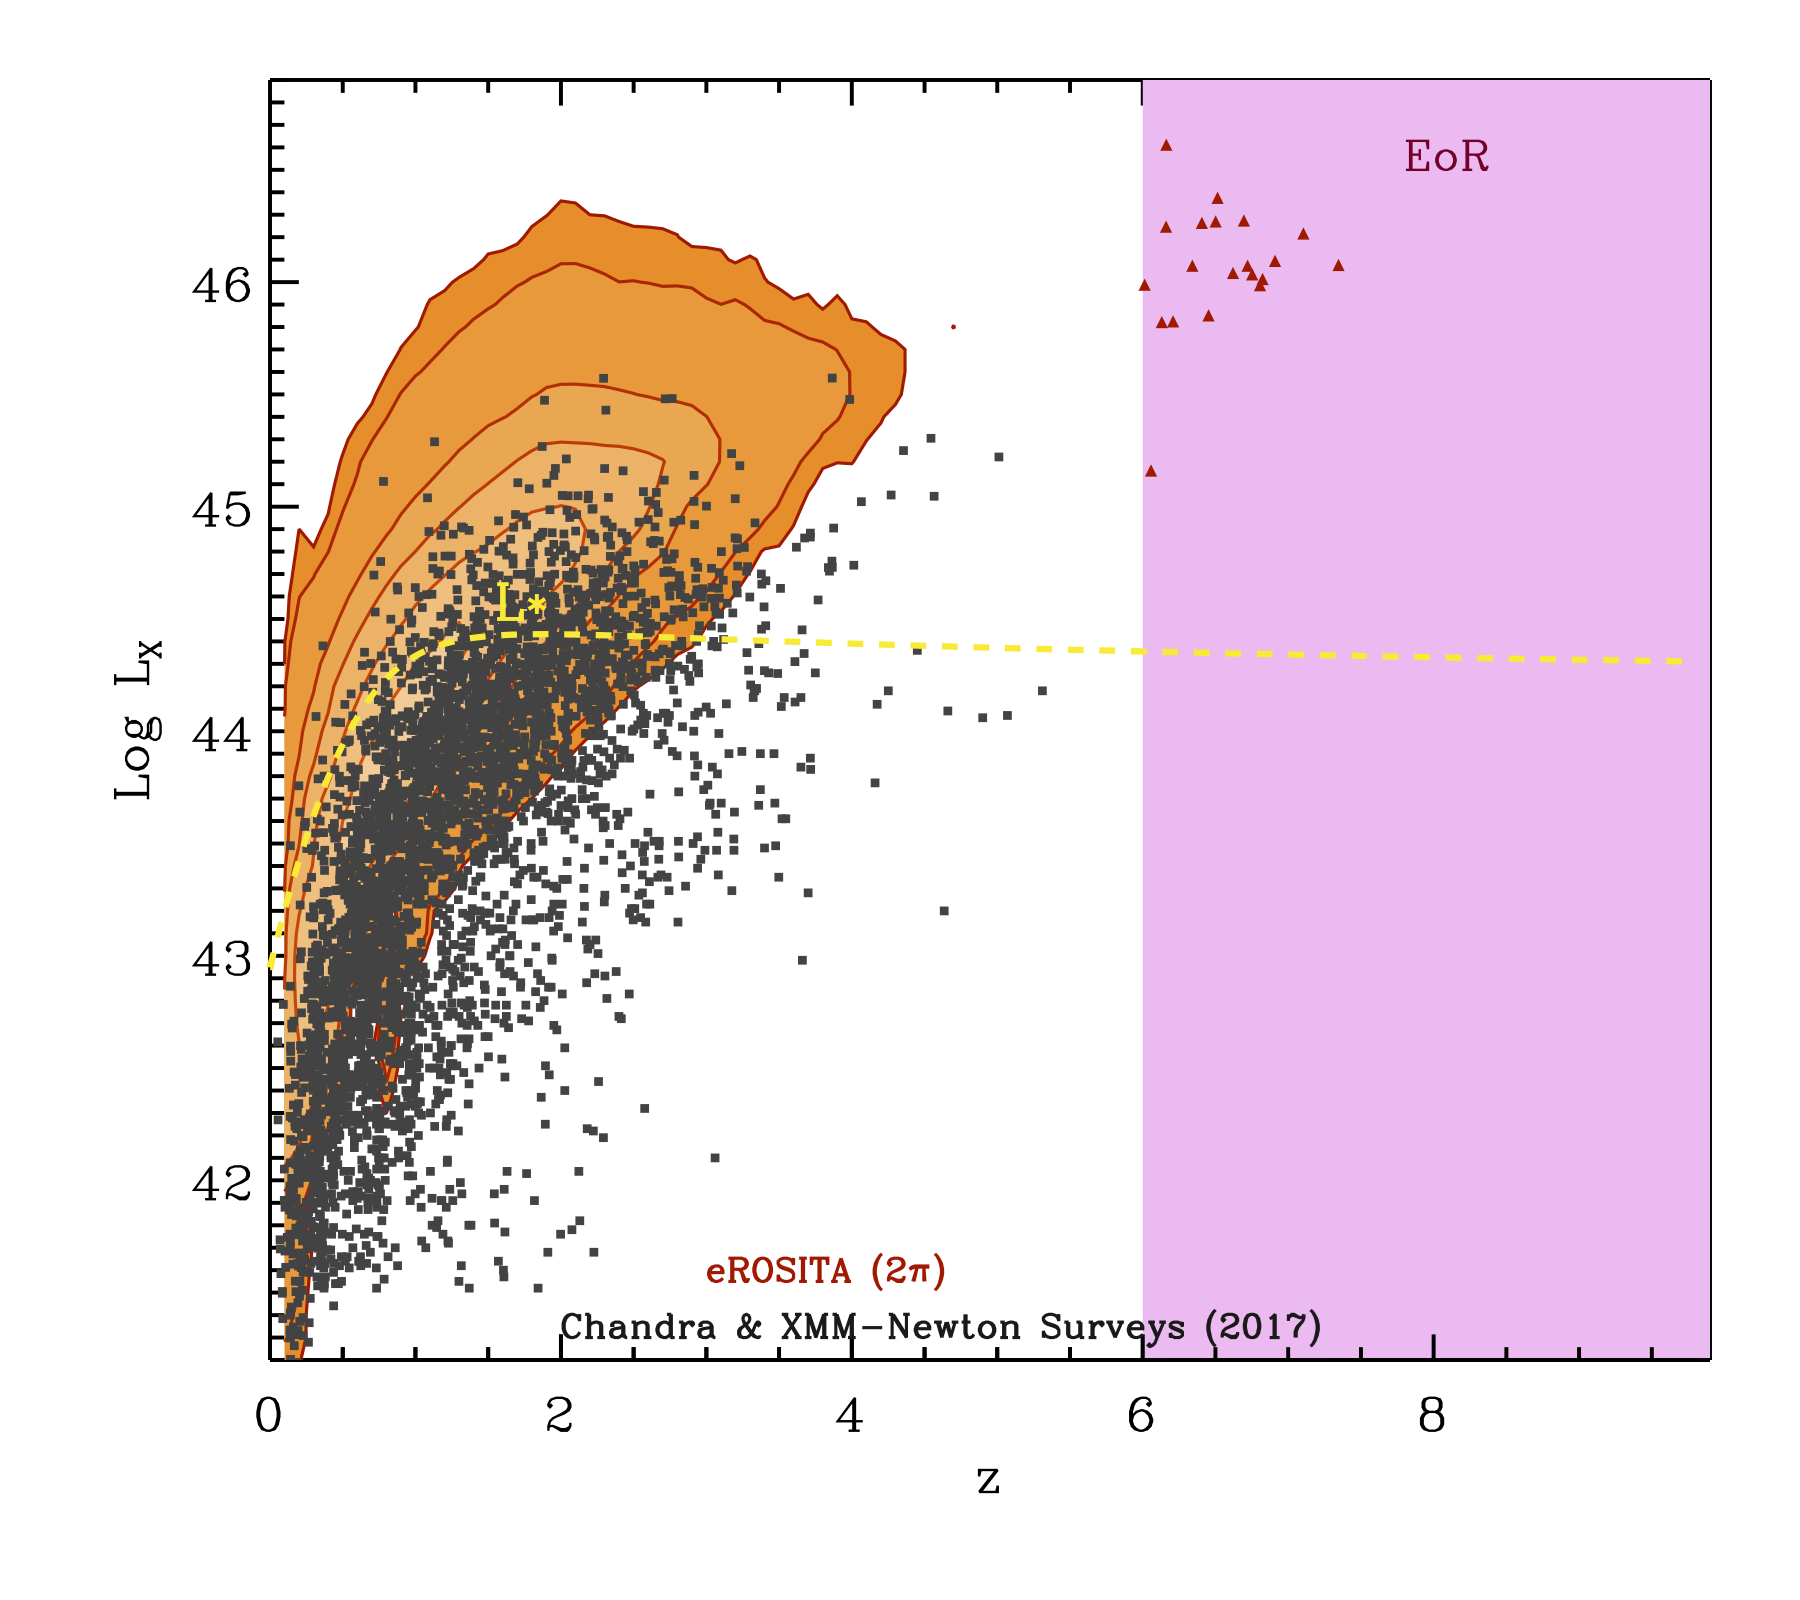 EoR
46
45
L*
44
43
42
Log Lx
eROSITA (2π)
Chandra & XMM-Newton Surveys (2017)
0 2 4 6 8
z